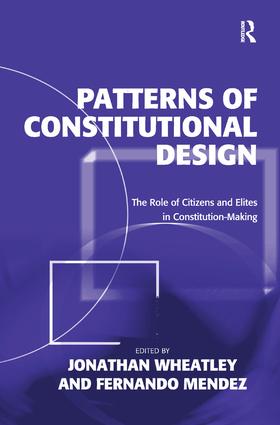 R
ROUTLEDGE
PATTERNS OF
CONSTITUTIONAL
DESIGN
The Role of Citizens and Elites
in Constitution-Making
EDITED BY
JONATHAN WHEATLEY
AND FERNANDO MENDEZ